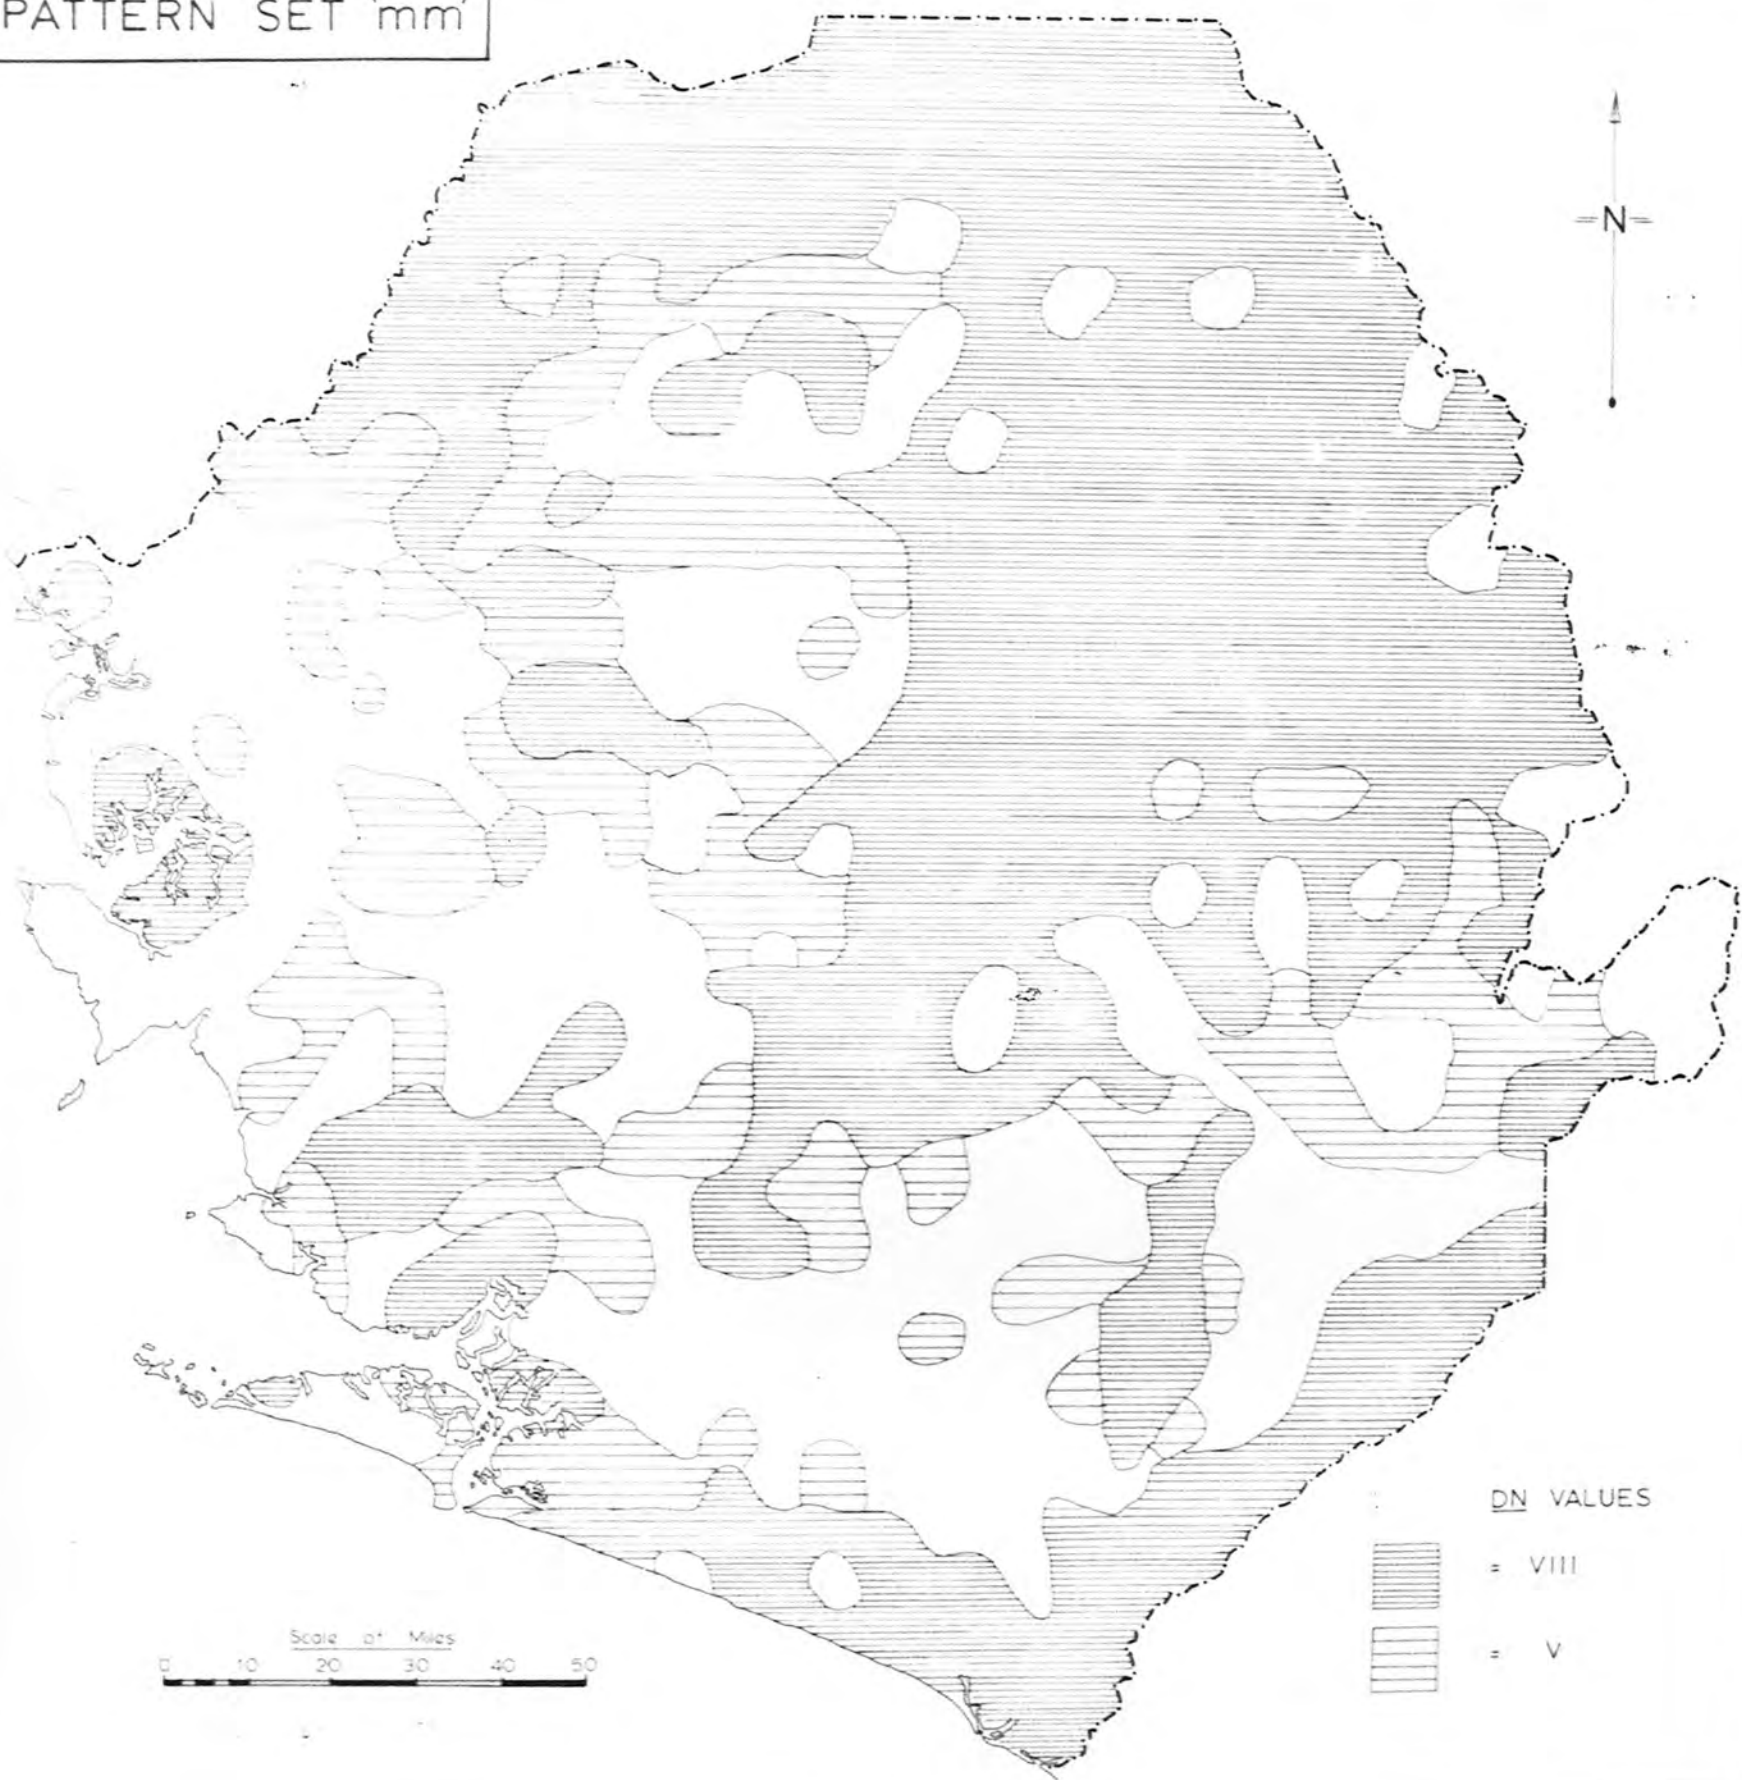 PATTERN SET 'mm'
N
DN VALUES
= VIII
= V
Scale of Miles
0 10 20 30 40 50